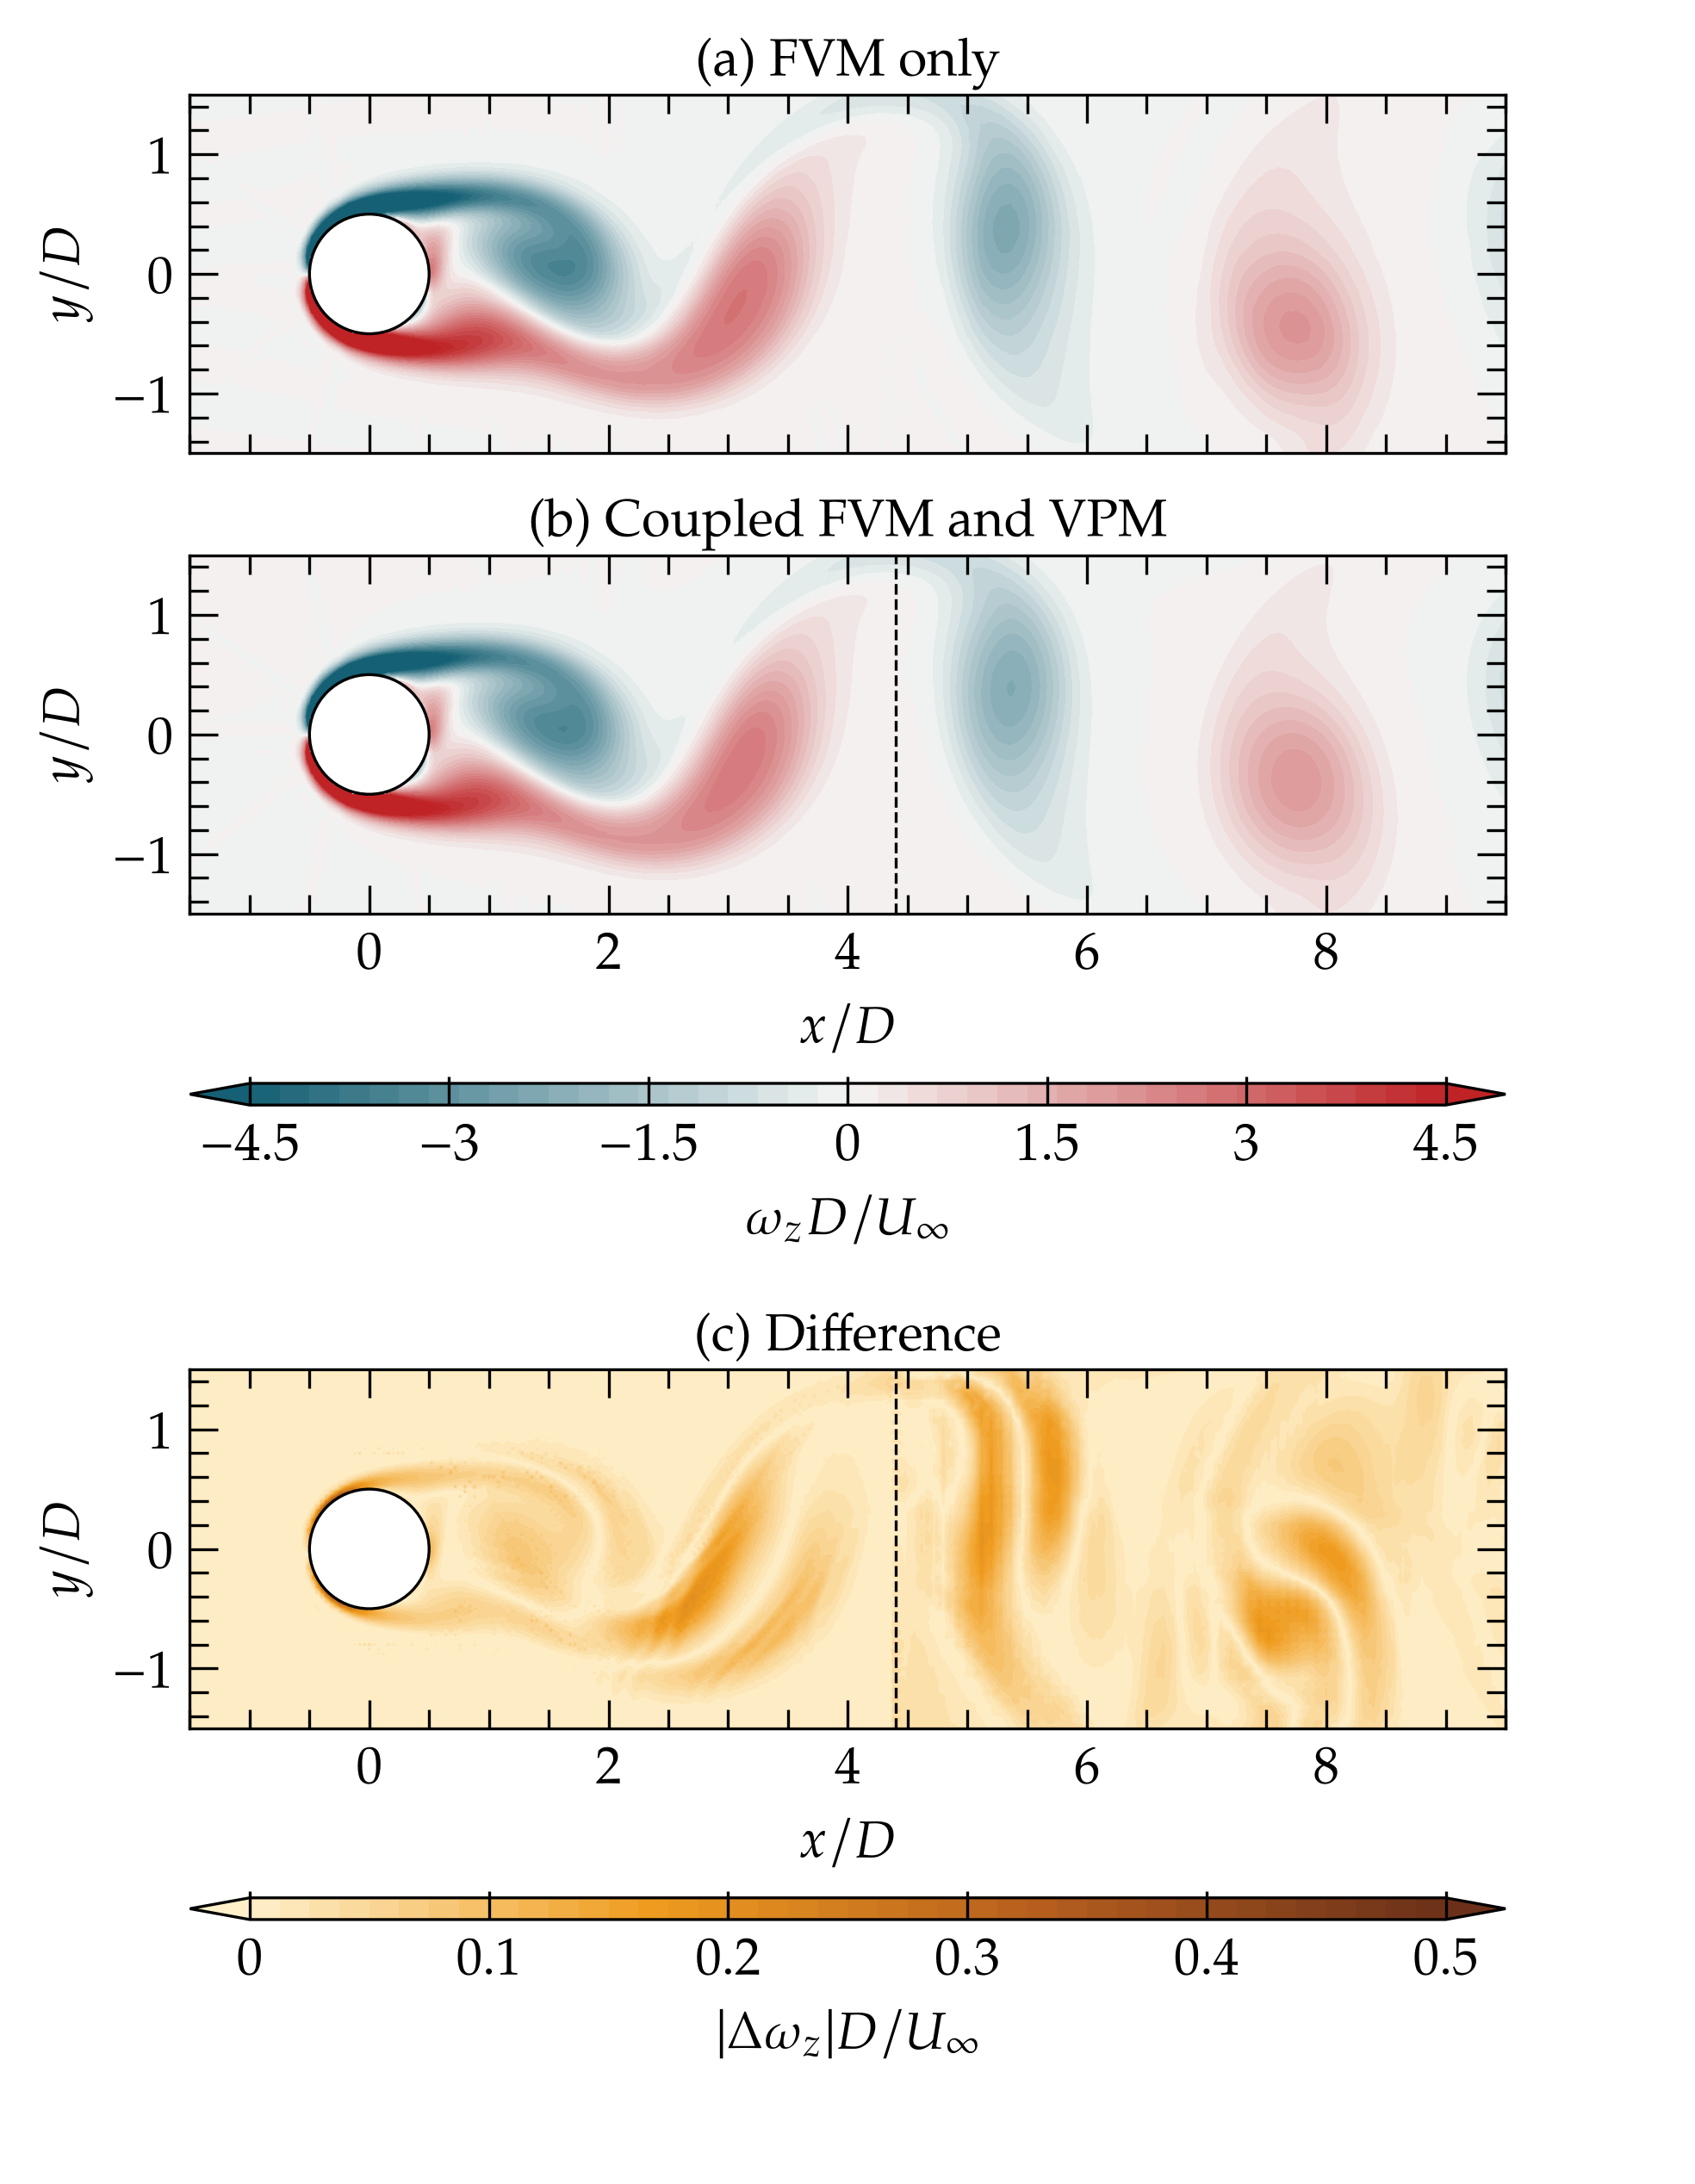 (a) FVM only
1
0
−1
y/D
(b) Coupled FVM and VPM
1
0
−1
y/D
0 2 4 6 8
x/D
−4.5 −3 −1.5 0 1.5 3 4.5
ω_z D/U_∞
(c) Difference
1
0
−1
y/D
0 2 4 6 8
x/D
0 0.1 0.2 0.3 0.4 0.5
|Δω_z|D/U_∞